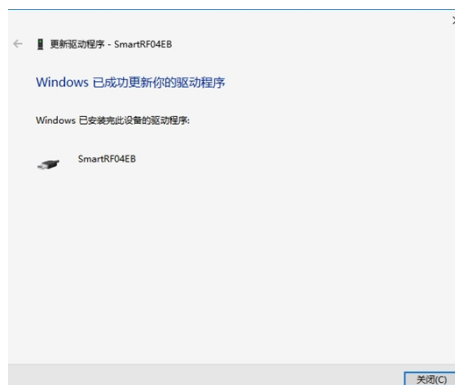 更新驱动程序 - SmartRF04EB
Windows 已成功更新你的驱动程序
Windows 已安装完此设备的驱动程序:
SmartRF04EB
关闭(C)